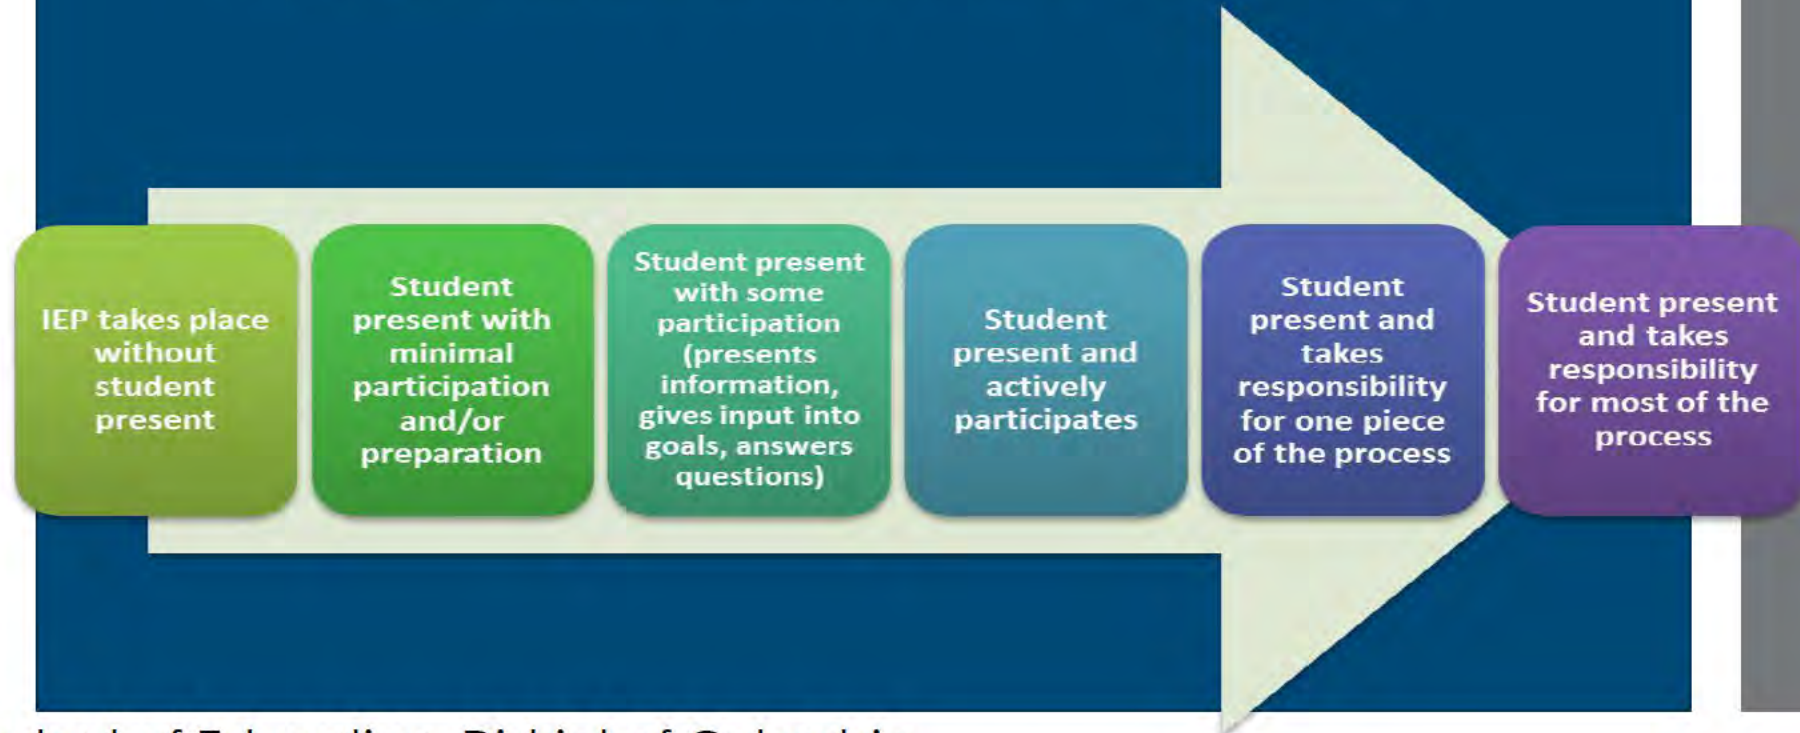 IEP takes place
without
student
present
Student
present with
minimal
participation
and/or
preparation
Student present
with some
participation
(presents
information,
gives input into
goals, answers
questions)
Student
present and
actively
participates
Student
present and
takes
responsibility
for one piece
of the process
Student present
and takes
responsibility
for most of the
process